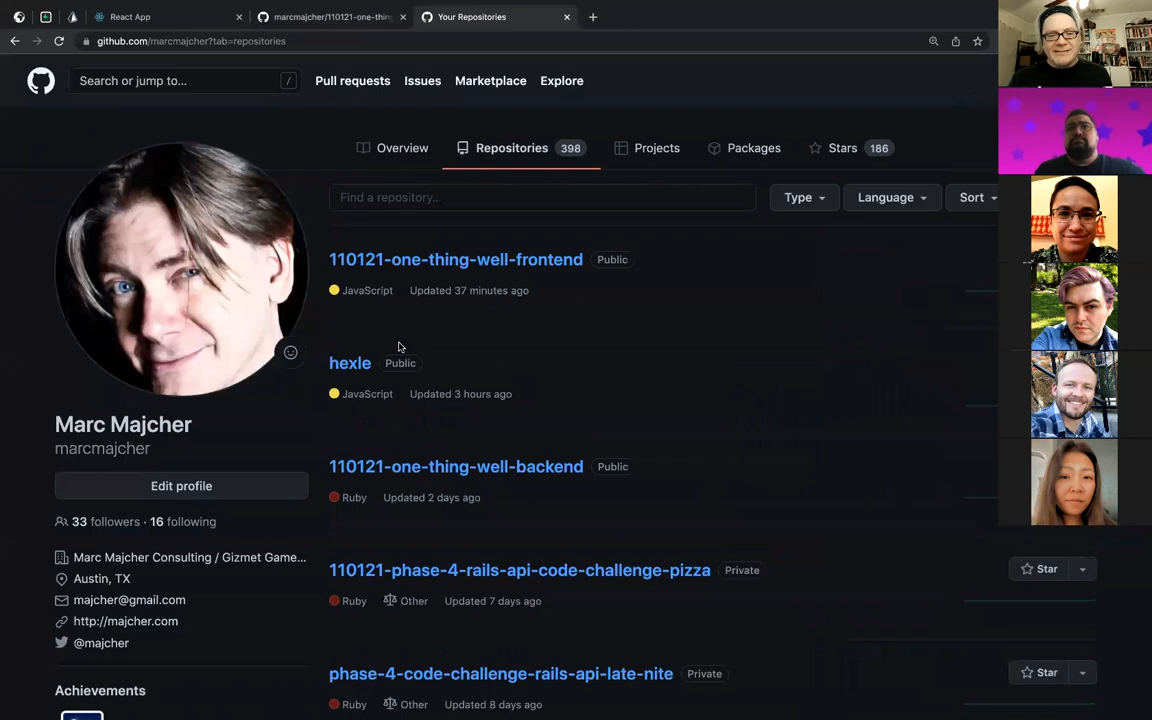 React App
marcmajcher/110121-one-thin
Your Repositories
github.com/marcmajcher?tab=repositories
Search or jump to...
/
Pull requests
Issues
Marketplace
Explore
Overview
Repositories 398
Projects
Packages
Stars 186
Find a repository...
Type
Language
Sort
110121-one-thing-well-frontend Public
JavaScript Updated 37 minutes ago
hexle Public
JavaScript Updated 3 hours ago
110121-one-thing-well-backend Public
Ruby Updated 2 days ago
110121-phase-4-rails-api-code-challenge-pizza Private
Star
Ruby Other Updated 7 days ago
phase-4-code-challenge-rails-api-late-nite Private
Star
Ruby Other Updated 8 days ago
Marc Majcher
marcmajcher
Edit profile
33 followers · 16 following
Marc Majcher Consulting / Gizmet Game...
Austin, TX
majcher@gmail.com
http://majcher.com
@majcher
Achievements